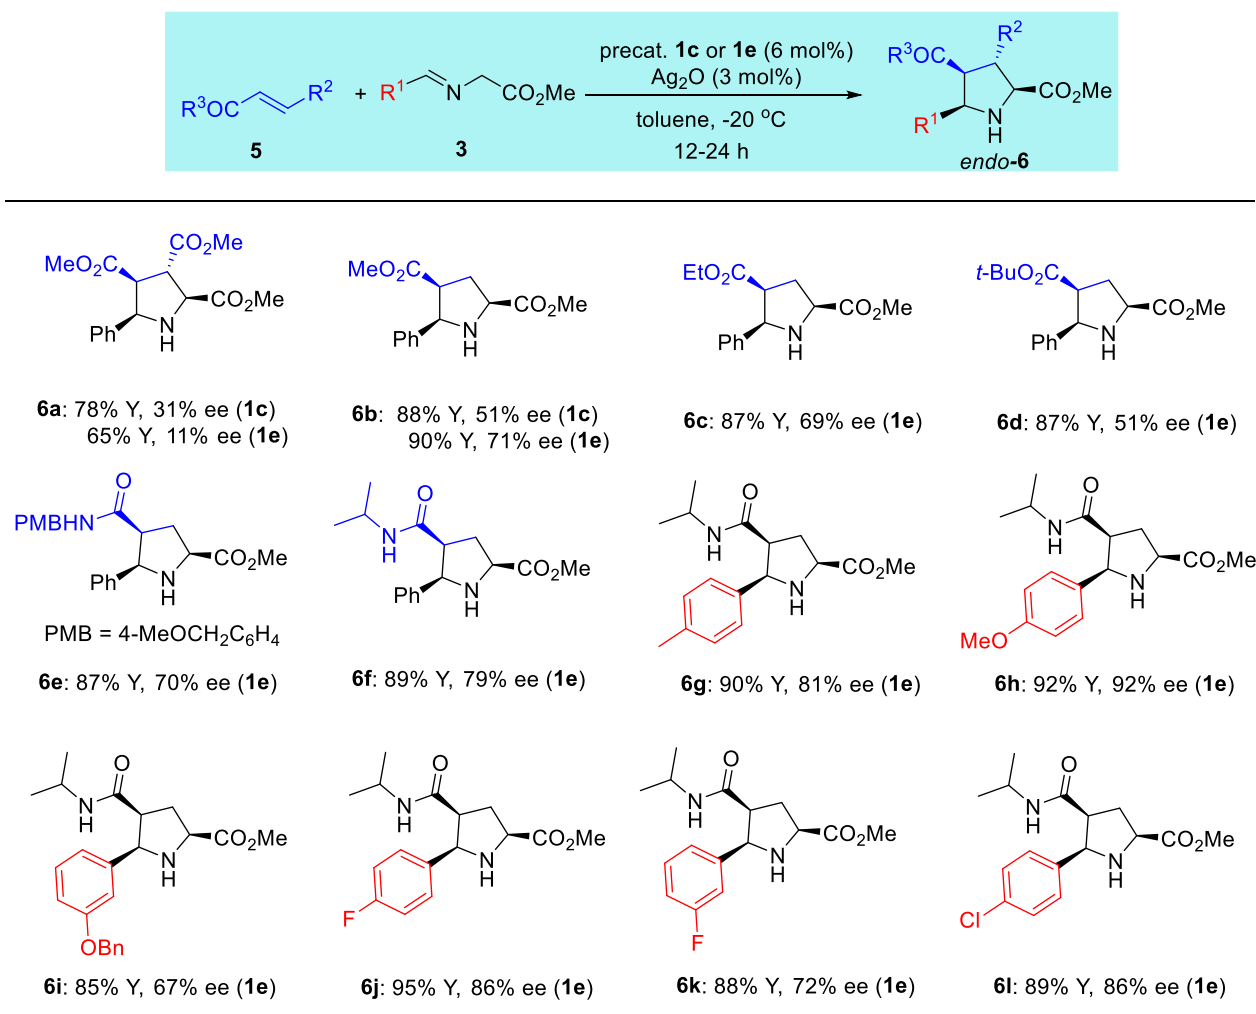 R³OC R² 5
+
R¹ N CO₂Me 3
precat. 1c or 1e (6 mol%)
Ag₂O (3 mol%)
toluene, -20 °C
12-24 h
R³OC R² CO₂Me R¹ N H
endo-6
MeO₂C CO₂Me CO₂Me Ph N H
6a: 78% Y, 31% ee (1c)
65% Y, 11% ee (1e)
MeO₂C CO₂Me Ph N H
6b: 88% Y, 51% ee (1c)
90% Y, 71% ee (1e)
EtO₂C CO₂Me Ph N H
6c: 87% Y, 69% ee (1e)
t-BuO₂C CO₂Me Ph N H
6d: 87% Y, 51% ee (1e)
O PMBHN CO₂Me Ph N H
PMB = 4-MeOCH₂C₆H₄
6e: 87% Y, 70% ee (1e)
O N H CO₂Me Ph N H
6f: 89% Y, 79% ee (1e)
O N H CO₂Me N H
6g: 90% Y, 81% ee (1e)
O N H CO₂Me N H MeO
6h: 92% Y, 92% ee (1e)
O N H CO₂Me N H OBn
6i: 85% Y, 67% ee (1e)
O N H CO₂Me N H F
6j: 95% Y, 86% ee (1e)
O N H CO₂Me N H F
6k: 88% Y, 72% ee (1e)
O N H CO₂Me N H Cl
6l: 89% Y, 86% ee (1e)